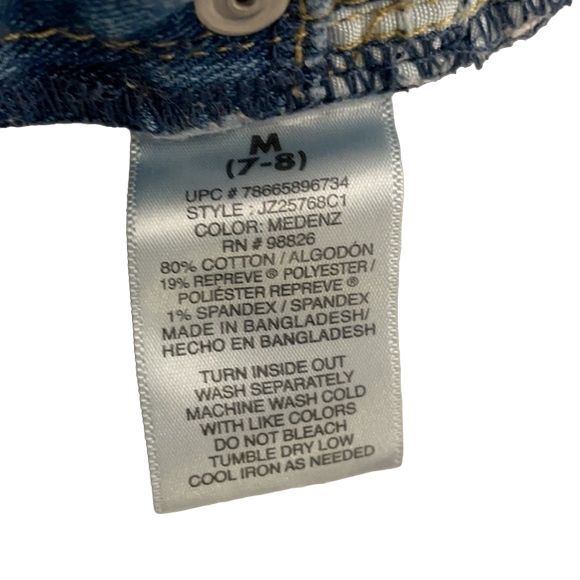 M
(7-8)
UPC # 78665896734
STYLE : JZ25768C1
COLOR: MEDENZ
RN # 98826
80% COTTON / ALGODÓN
19% REPREVE ® POLYESTER /
POLIÉSTER REPREVE ®
1% SPANDEX / SPANDEX
MADE IN BANGLADESH/
HECHO EN BANGLADESH
TURN INSIDE OUT
WASH SEPARATELY
MACHINE WASH COLD
WITH LIKE COLORS
DO NOT BLEACH
TUMBLE DRY LOW
COOL IRON AS NEEDED